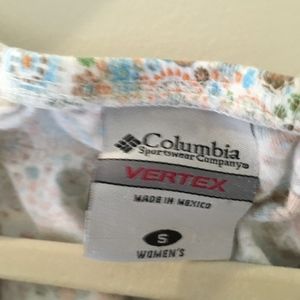 Columbia
Sportswear Company®
VERTEX
MADE IN MEXICO
S
WOMEN'S